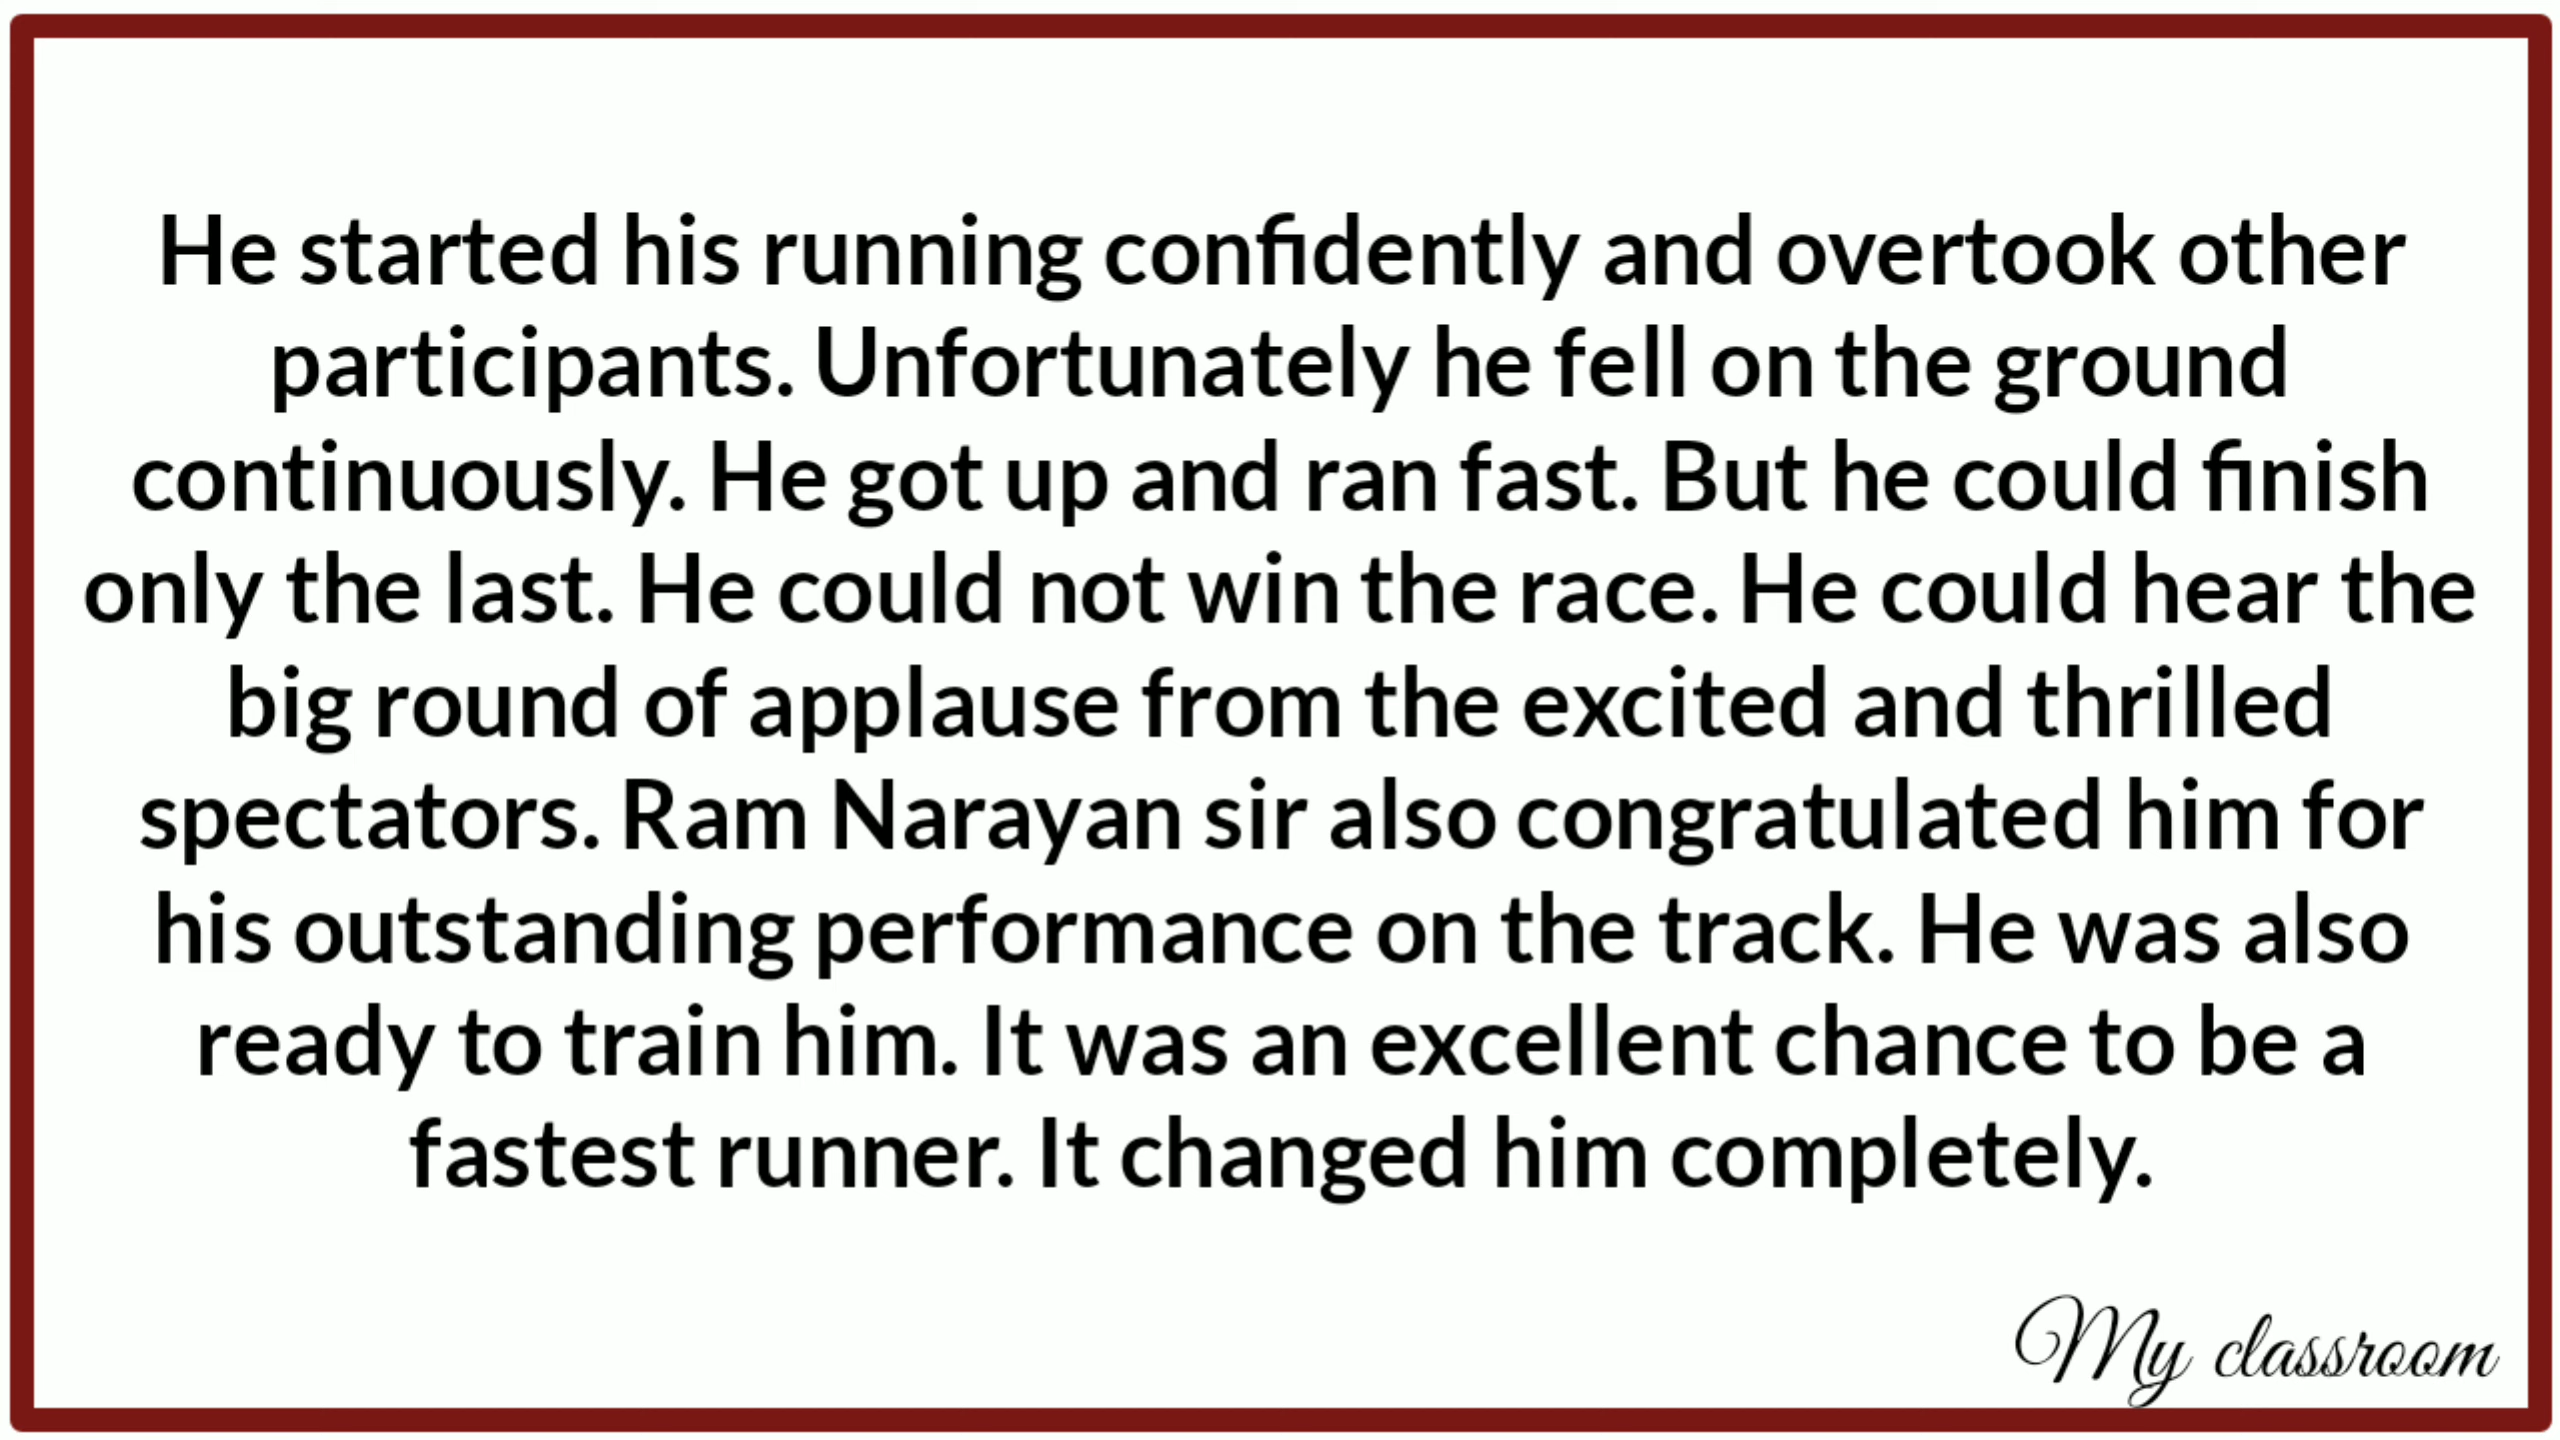 He started his running confidently and overtook other
participants. Unfortunately he fell on the ground
continuously. He got up and ran fast. But he could finish
only the last. He could not win the race. He could hear the
big round of applause from the excited and thrilled
spectators. Ram Narayan sir also congratulated him for
his outstanding performance on the track. He was also
ready to train him. It was an excellent chance to be a
fastest runner. It changed him completely.
My classroom